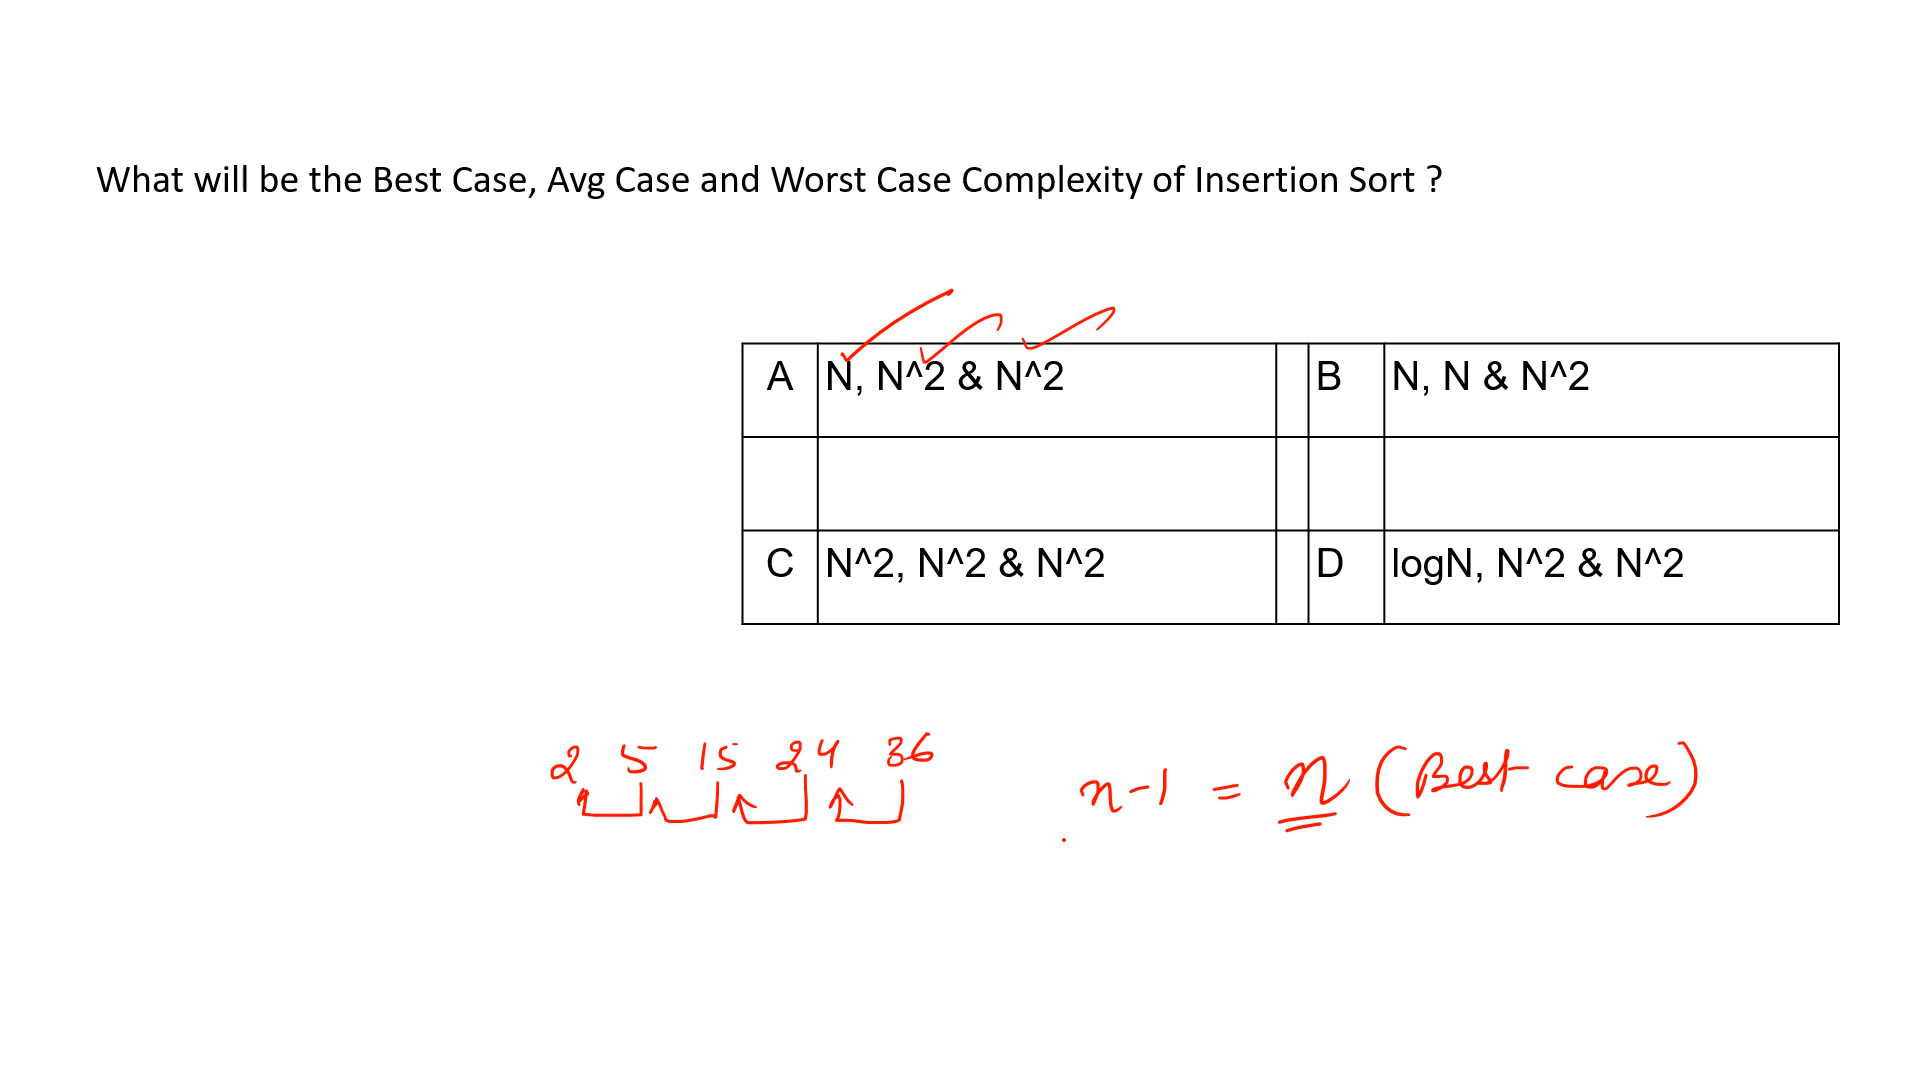 What will be the Best Case, Avg Case and Worst Case Complexity of Insertion Sort ?
A N, N^2 & N^2 B N, N & N^2
C N^2, N^2 & N^2 D logN, N^2 & N^2
2 5 15 24 36 n-1 = n (Best case)